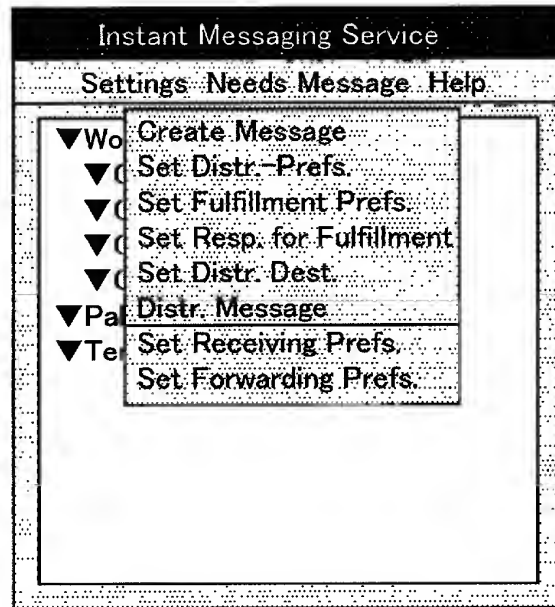 Instant Messaging Service
Settings Needs Message Help
▼Wo
Create Message
▼(
Set Distr.-Prefs.
▼(
Set Fulfillment Prefs.
▼(
Set Resp. for Fulfillment
▼(
Set Distr. Dest.
▼Pa
Distr. Message
▼Te
Set Receiving Prefs.
Set Forwarding Prefs.